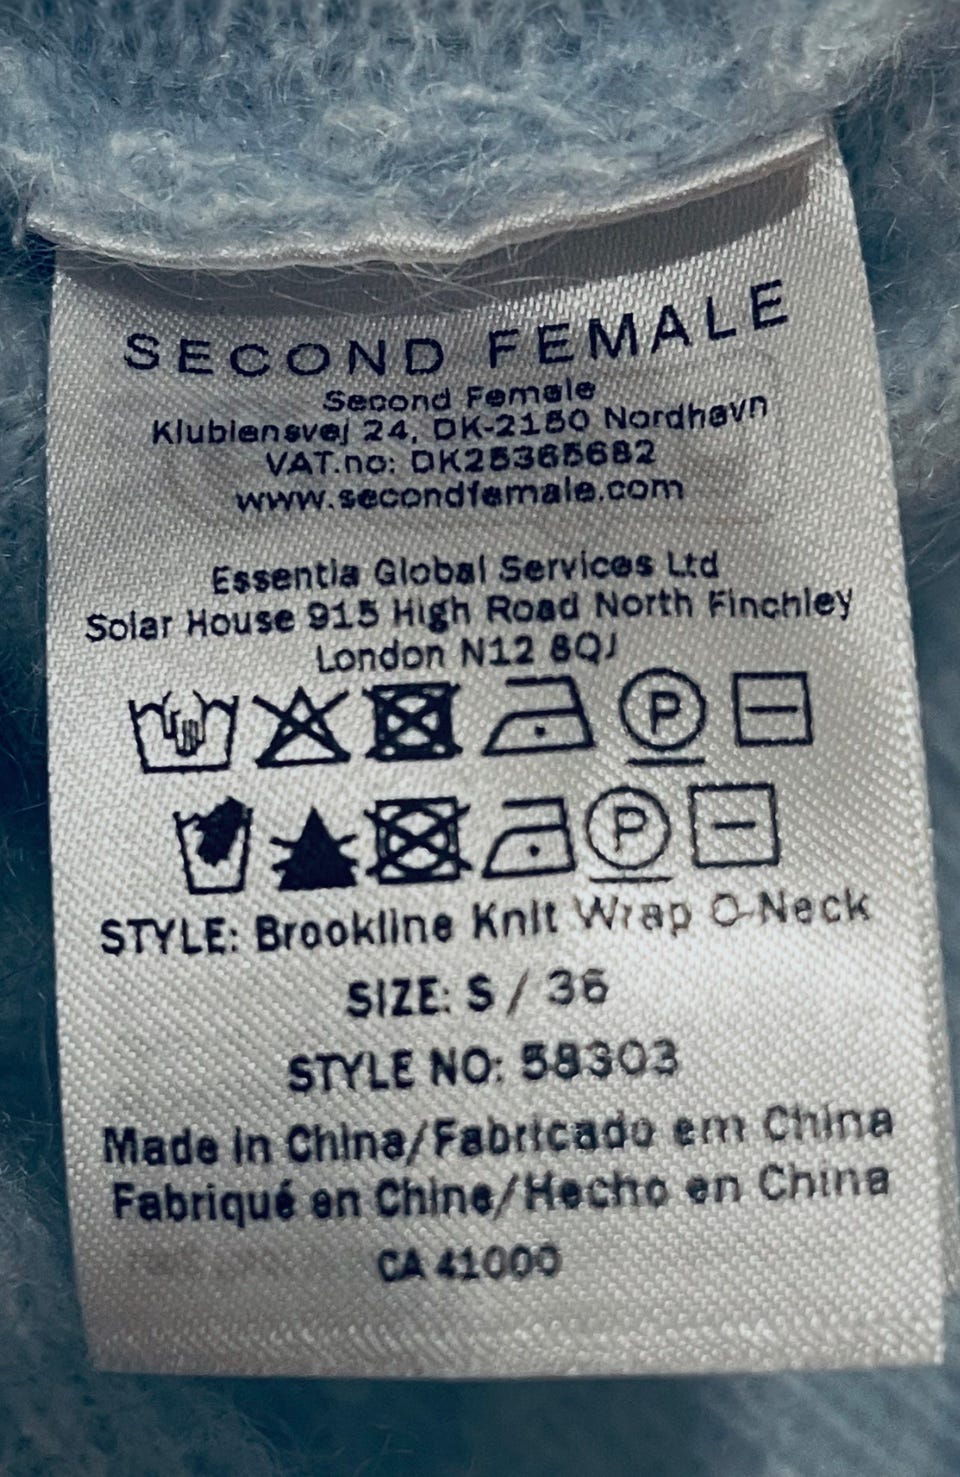 SECOND FEMALE
Second Female
Klubiensvej 24, DK-2150 Nordhavn
VAT.no: DK25365682
www.secondfemale.com
Essentia Global Services Ltd
Solar House 915 High Road North Finchley
London N12 8QJ
P
P
STYLE: Brookline Knit Wrap O-Neck
SIZE: S / 36
STYLE NO: 58303
Made in China/Fabricado em China
Fabriqué en Chine/Hecho en China
CA 41000